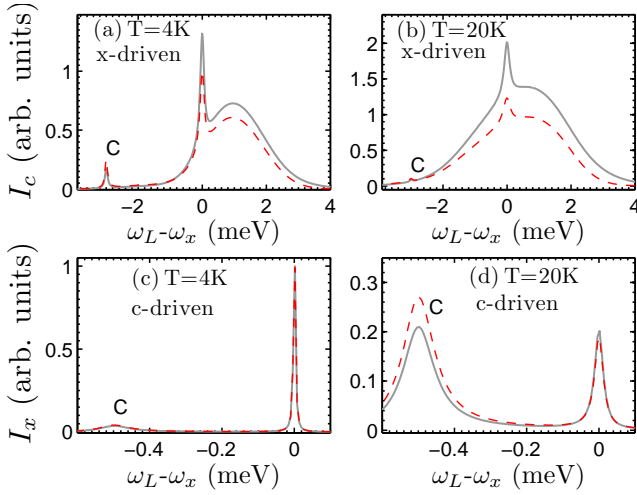 (a) T=4K
x-driven
C
I_c (arb. units)
0
0.5
1
−2
0
2
4
ω_L-ω_x (meV)
(b) T=20K
x-driven
C
0
0.5
1
1.5
2
−2
0
2
4
ω_L-ω_x (meV)
(c) T=4K
c-driven
C
I_x (arb. units)
0
0.5
1
−0.4
−0.2
0
ω_L-ω_x (meV)
(d) T=20K
c-driven
C
0
0.1
0.2
0.3
−0.4
−0.2
0
ω_L-ω_x (meV)